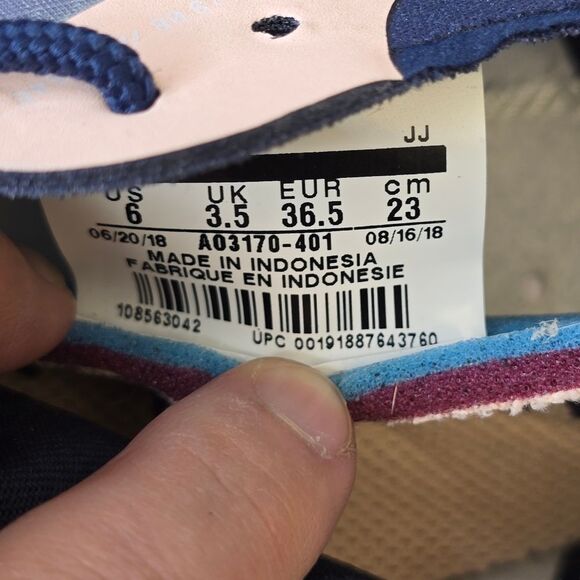 JJ
US UK EUR cm
6 3.5 36.5 23
06/20/18 AO3170-401 08/16/18
MADE IN INDONESIA
FABRIQUE EN INDONESIE
108563042
UPC 00191887643760